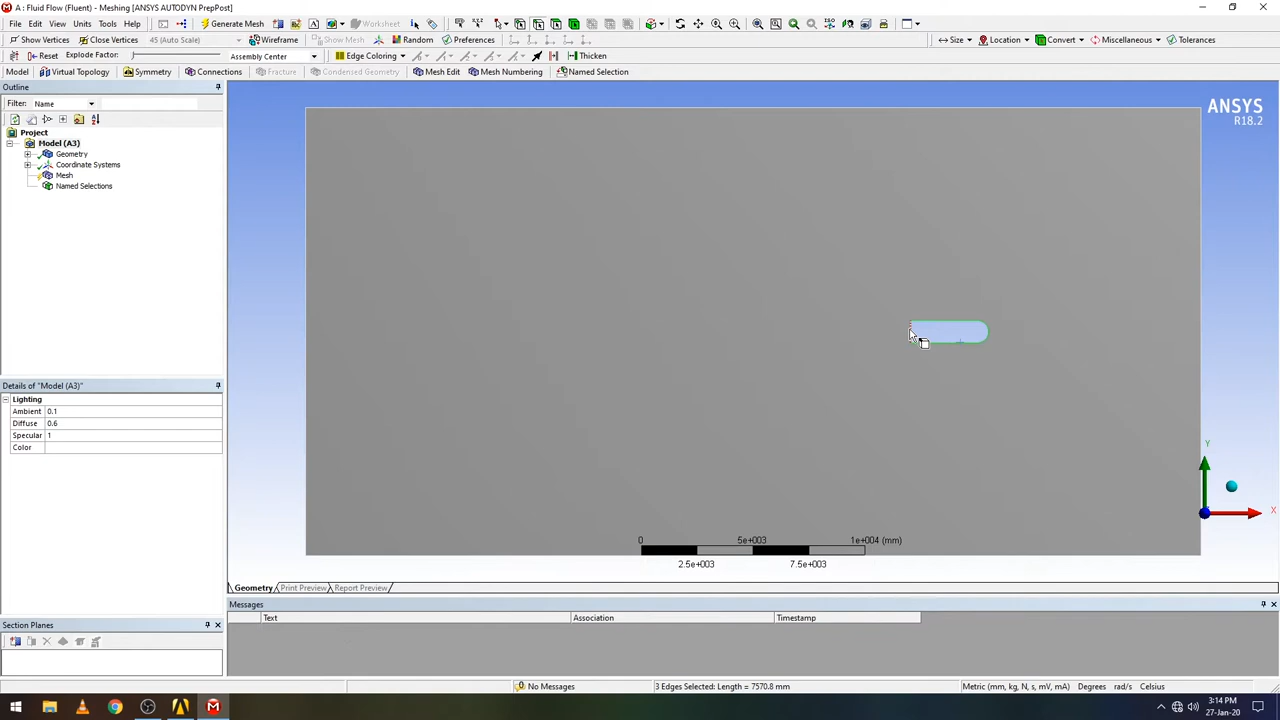 A : Fluid Flow (Fluent) - Meshing [ANSYS AUTODYN PrepPost]
File Edit View Units Tools Help Generate Mesh Worksheet
Show Vertices Close Vertices 45 (Auto Scale) Wireframe Show Mesh Random Preferences Size Location Convert Miscellaneous Tolerances
Reset Explode Factor: Assembly Center Edge Coloring Thicken
Model Virtual Topology Symmetry Connections Fracture Condensed Geometry Mesh Edit Mesh Numbering Named Selection
Outline
Filter: Name
Project
Model (A3)
Geometry
Coordinate Systems
Mesh
Named Selections
ANSYS
R18.2
Details of "Model (A3)"
Lighting
Ambient 0.1
Diffuse 0.6
Specular 1
Color
Y
X
0 5e+003 1e+004 (mm)
2.5e+003 7.5e+003
Geometry Print Preview Report Preview
Messages
Text Association Timestamp
Section Planes
No Messages 3 Edges Selected: Length = 7570.8 mm Metric (mm, kg, N, s, mV, mA) Degrees rad/s Celsius
3:14 PM
27-Jan-20